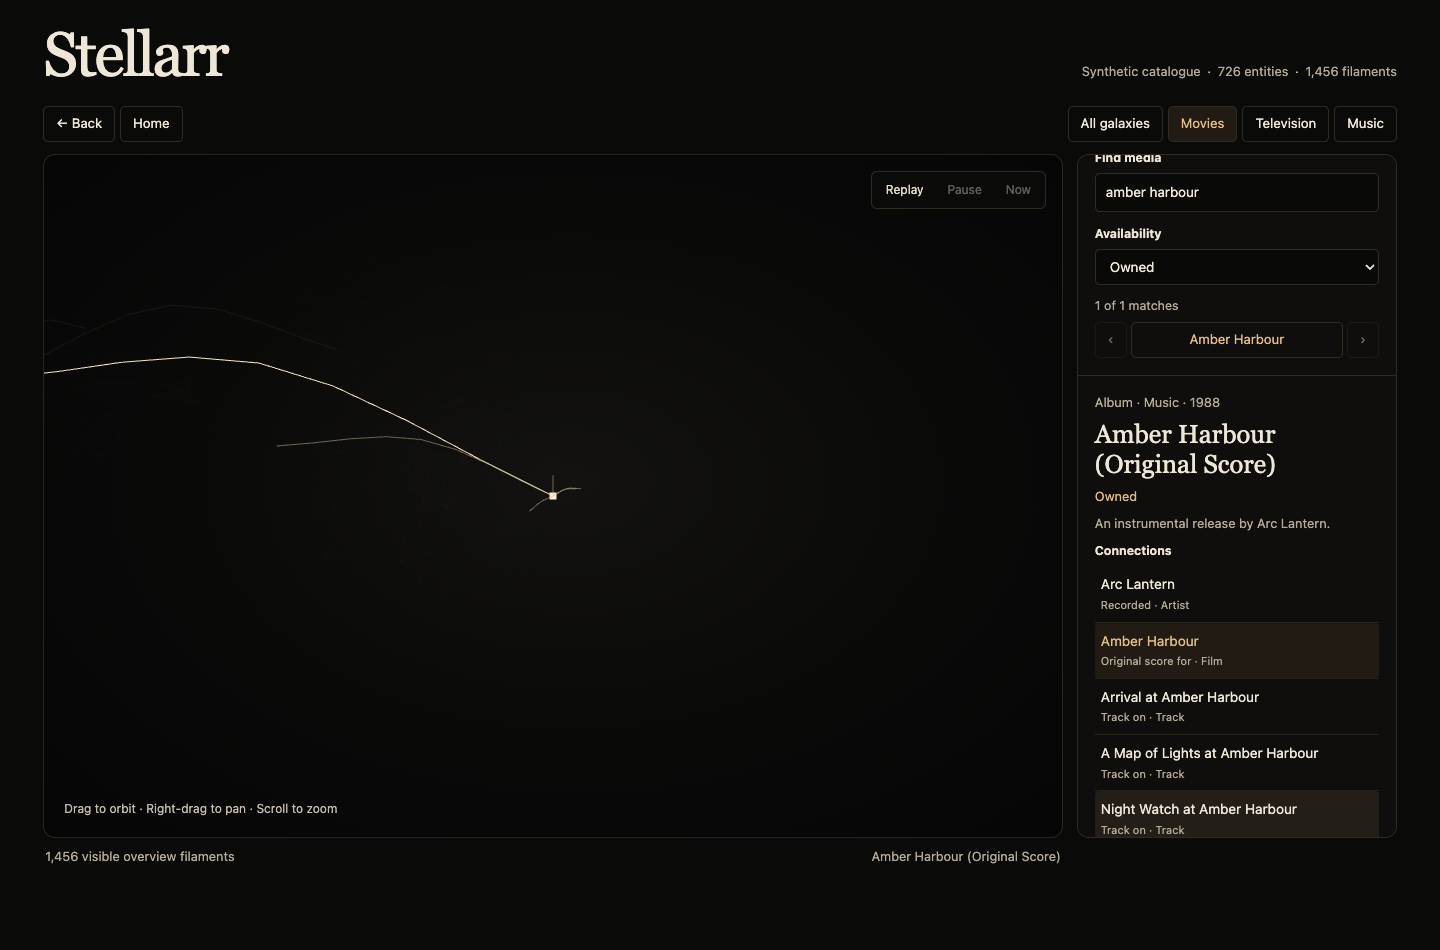 Stellarr
Synthetic catalogue · 726 entities · 1,456 filaments
← Back
Home
All galaxies
Movies
Television
Music
Replay
Pause
Now
Drag to orbit · Right-drag to pan · Scroll to zoom
Find media
amber harbour
Availability
Owned
1 of 1 matches
‹
Amber Harbour
›
Album · Music · 1988
Amber Harbour
(Original Score)
Owned
An instrumental release by Arc Lantern.
Connections
Arc Lantern
Recorded · Artist
Amber Harbour
Original score for · Film
Arrival at Amber Harbour
Track on · Track
A Map of Lights at Amber Harbour
Track on · Track
Night Watch at Amber Harbour
Track on · Track
1,456 visible overview filaments
Amber Harbour (Original Score)